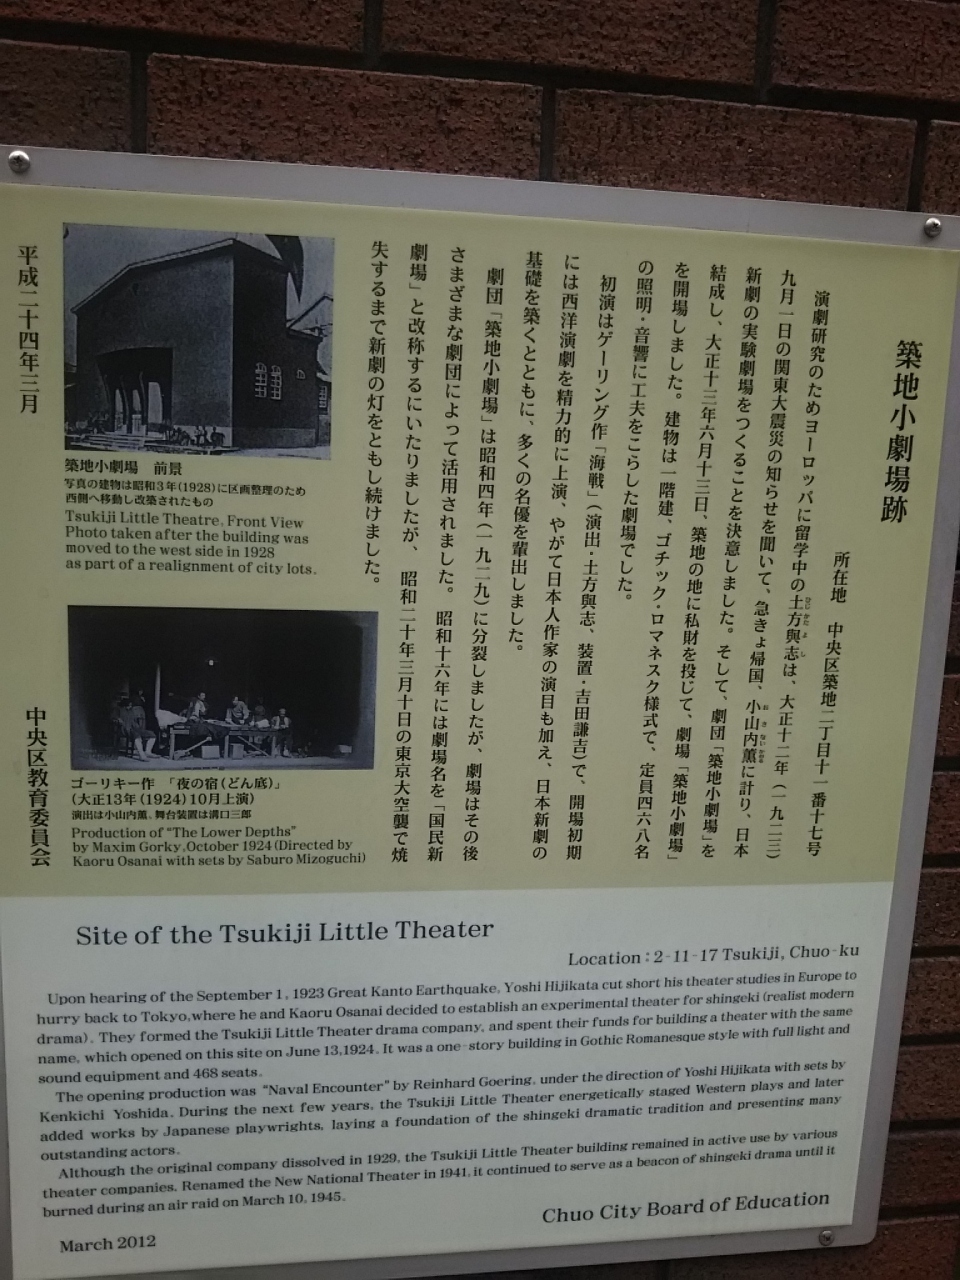 築地小劇場跡
所在地 中央区築地二丁目十一番十七号
演劇研究のためヨーロッパに留学中の土方與志は、大正十二年(一九二三)
九月一日の関東大震災の知らせを聞いて、急きょ帰国、小山内薫に計り、日本
新劇の実験劇場をつくることを決意しました。そして、劇団「築地小劇場」を
結成し、大正十三年六月十三日、築地の地に私財を投じて、劇場「築地小劇場」
を開場しました。建物は一階建、ゴチック・ロマネスク様式で、定員四六八名
の照明・音響に工夫をこらした劇場でした。
初演はゲーリング作「海戦」(演出・土方與志、装置・吉田謙吉)で、開場初期
には西洋演劇を精力的に上演、やがて日本人作家の演目も加え、日本新劇の
基礎を築くとともに、多くの名優を輩出しました。
劇団「築地小劇場」は昭和四年(一九二九)に分裂しましたが、劇場はその後
さまざまな劇団によって活用されました。昭和十六年には劇場名を「国民新
劇場」と改称するにいたりましたが、昭和二十年三月十日の東京大空襲で焼
失するまで新劇の灯をともし続けました。
築地小劇場 前景
写真の建物は昭和3年(1928)に区画整理のため
西側へ移動し改築されたもの
Tsukiji Little Theatre, Front View
Photo taken after the building was
moved to the west side in 1928
as part of a realignment of city lots.
ゴーリキー作 「夜の宿(どん底)」
(大正13年(1924)10月上演)
演出は小山内薫、舞台装置は溝口三郎
Production of "The Lower Depths"
by Maxim Gorky, October 1924 (Directed by
Kaoru Osanai with sets by Saburo Mizoguchi)
平成二十四年三月
中央区教育委員会
Site of the Tsukiji Little Theater
Location : 2-11-17 Tsukiji, Chuo-ku
Upon hearing of the September 1, 1923 Great Kanto Earthquake, Yoshi Hijikata cut short his theater studies in Europe to
hurry back to Tokyo,where he and Kaoru Osanai decided to establish an experimental theater for shingeki (realist modern
drama). They formed the Tsukiji Little Theater drama company, and spent their funds for building a theater with the same
name, which opened on this site on June 13,1924. It was a one-story building in Gothic Romanesque style with full light and
sound equipment and 468 seats.
The opening production was "Naval Encounter" by Reinhard Goering, under the direction of Yoshi Hijikata with sets by
Kenkichi Yoshida. During the next few years, the Tsukiji Little Theater energetically staged Western plays and later
added works by Japanese playwrights, laying a foundation of the shingeki dramatic tradition and presenting many
outstanding actors.
Although the original company dissolved in 1929, the Tsukiji Little Theater building remained in active use by various
theater companies. Renamed the New National Theater in 1941, it continued to serve as a beacon of shingeki drama until it
burned during an air raid on March 10, 1945.
Chuo City Board of Education
March 2012